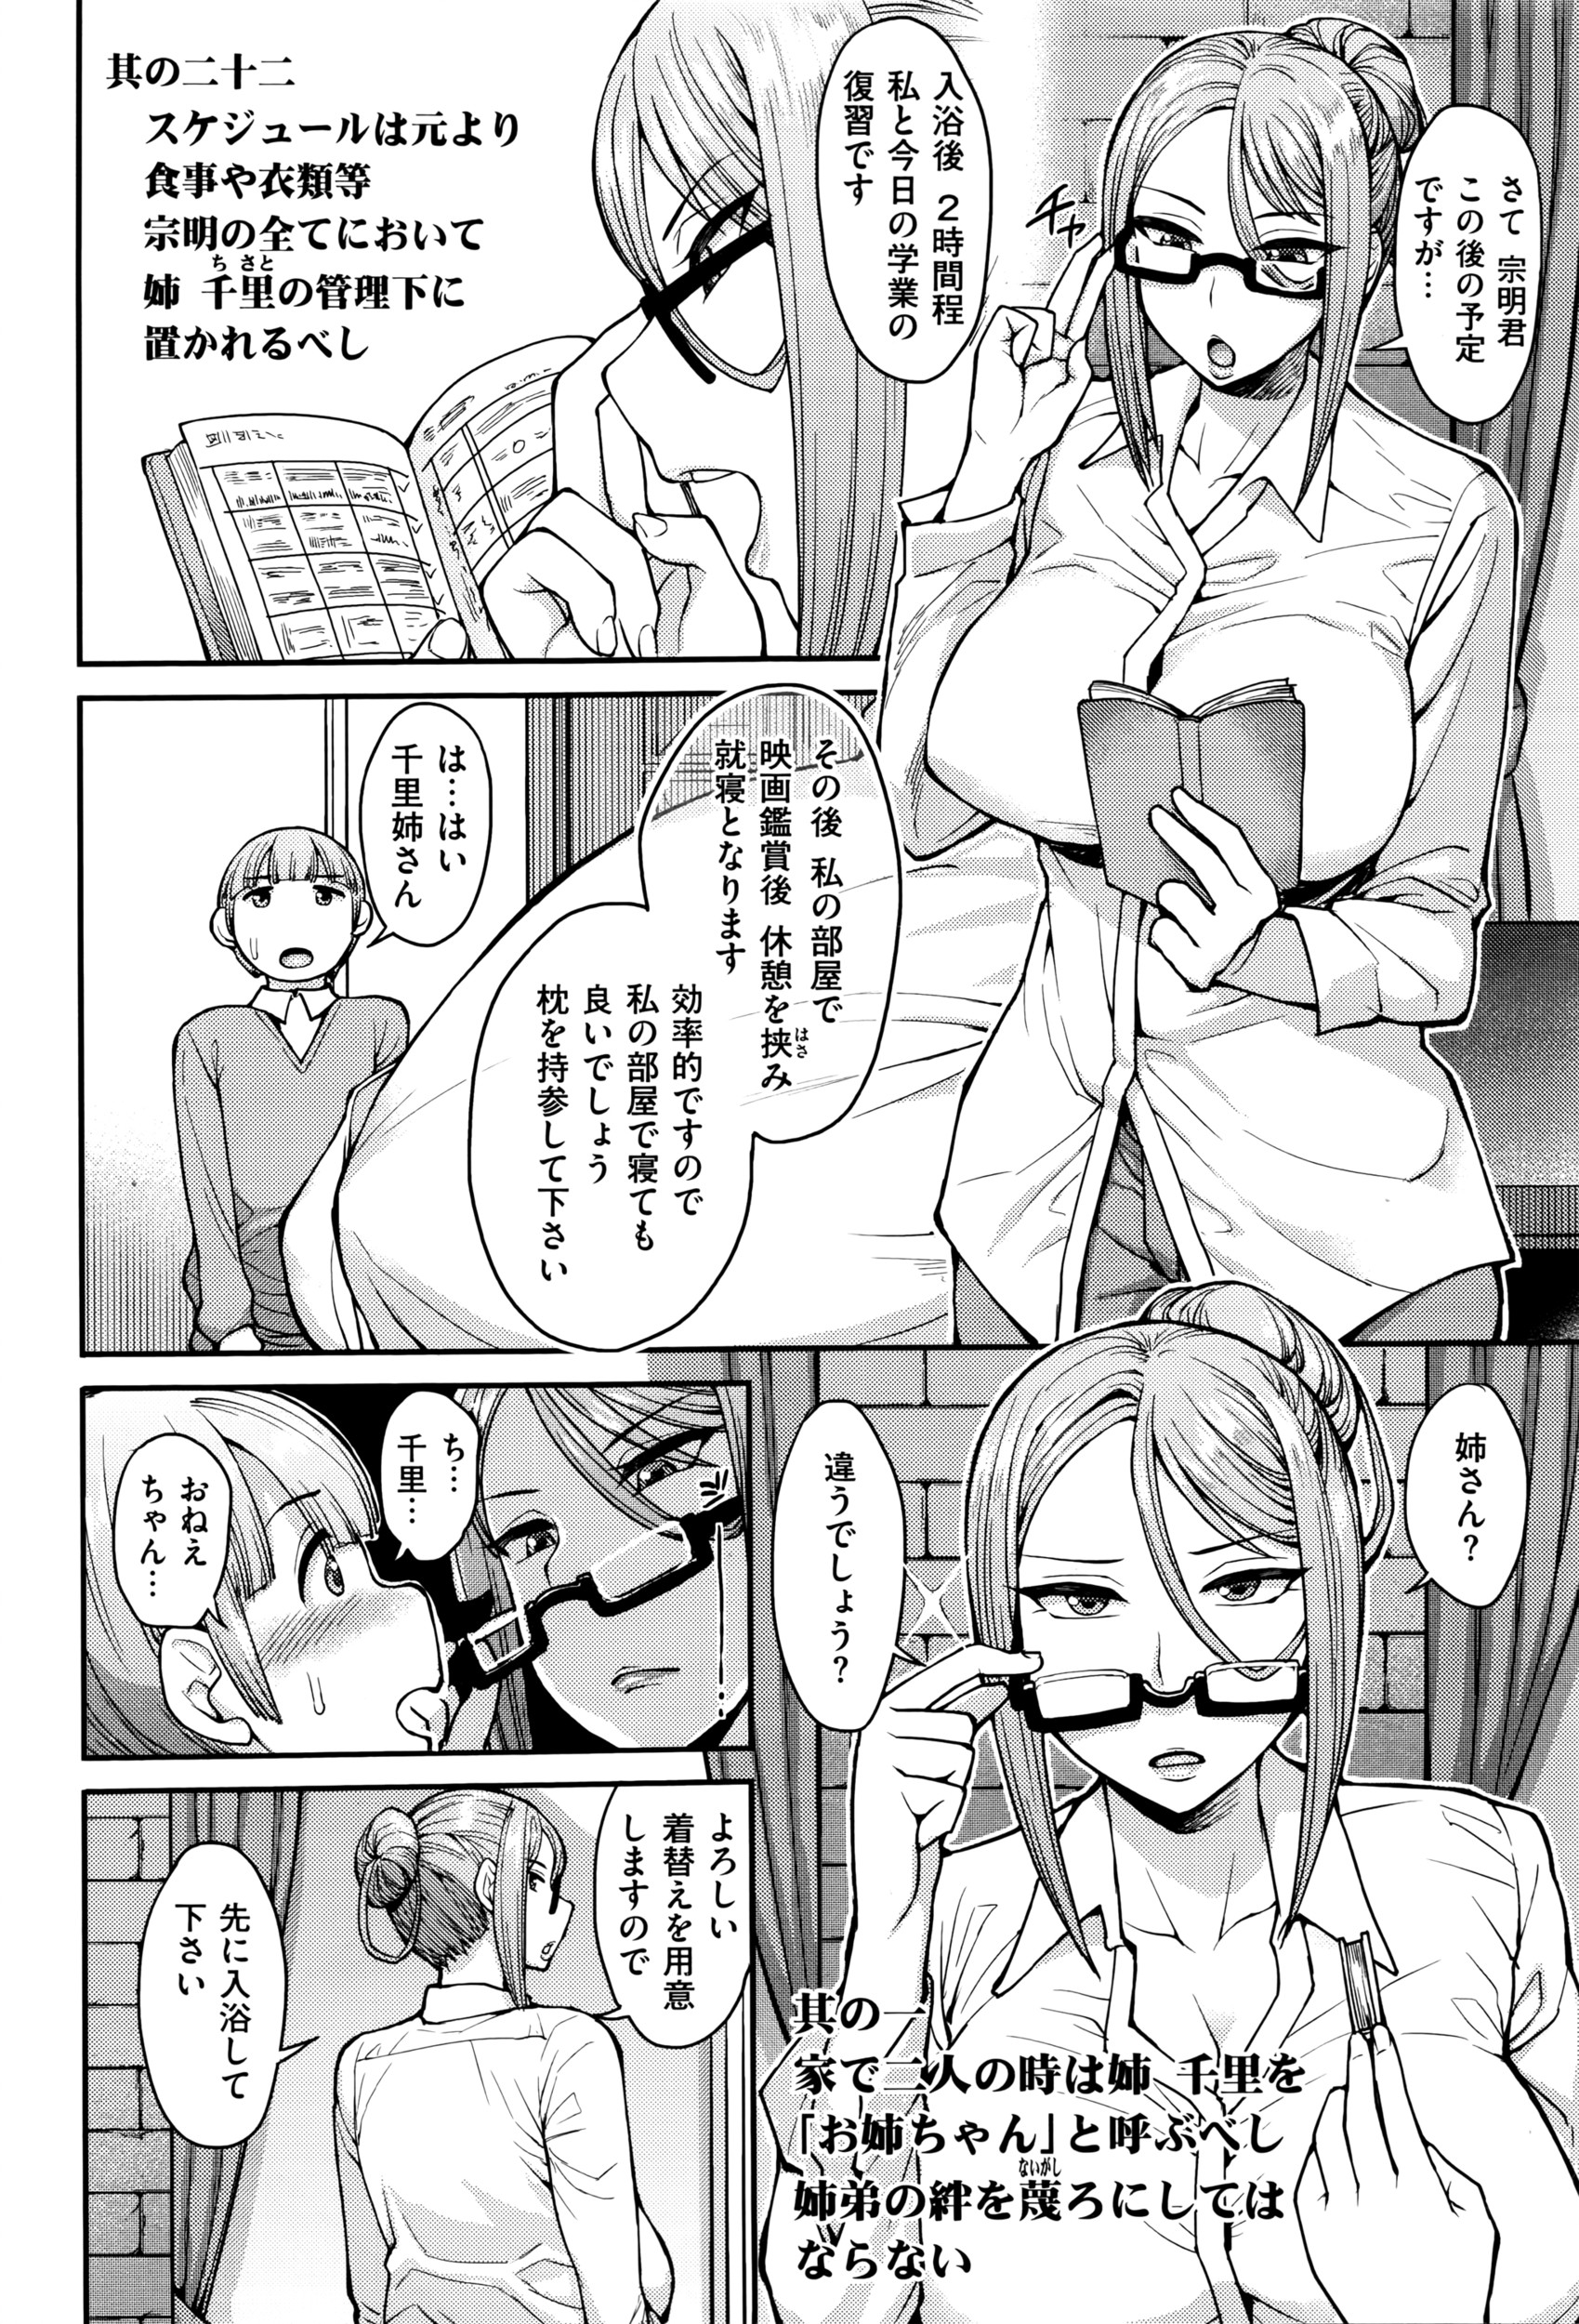 さて 宗明君
この後の予定
ですが…
チャ
入浴後 2時間程
私と今日の学業の
復習です
其の二十二
スケジュールは元より
食事や衣類等
宗明の全てにおいて
姉 千里の管理下に
ちさと
置かれるべし
その後 私の部屋で
映画鑑賞後 休憩を挟み
はさ
就寝となります
効率的ですので
私の部屋で寝ても
良いでしょう
枕を持参して下さい
は…はい
千里姉さん
姉さん?
違うでしょう?
其の一
家で二人の時は姉 千里を
「お姉ちゃん」と呼ぶべし
姉弟の絆を蔑ろにしては
ないがし
ならない
ち…
千里…
おねえ
ちゃん…
よろしい
着替えを用意
しますので
先に入浴して
下さい